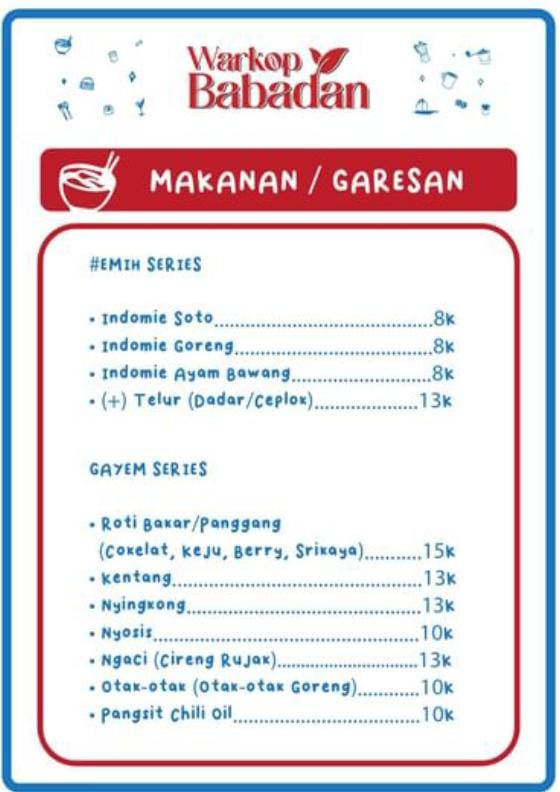 Warkop
Babadan
MAKANAN / GARESAN
#EMIH SERIES
• Indomie Soto..............................8K
• Indomie Goreng..............................8K
• Indomie Ayam Bawang....................8K
• (+) Telur (Dadar/Ceplok)...............13K
GAYEM SERIES
• Roti Bakar/Panggang
(Cokelat, Keju, Berry, Srikaya)..........15K
• Kentang..............................13K
• Nyingkong..............................13K
• Nyosis..............................10K
• Ngaci (Cireng Rujak)....................13K
• Otak-otak (Otak-otak Goreng)..........10K
• Pangsit Chili Oil..............................10K